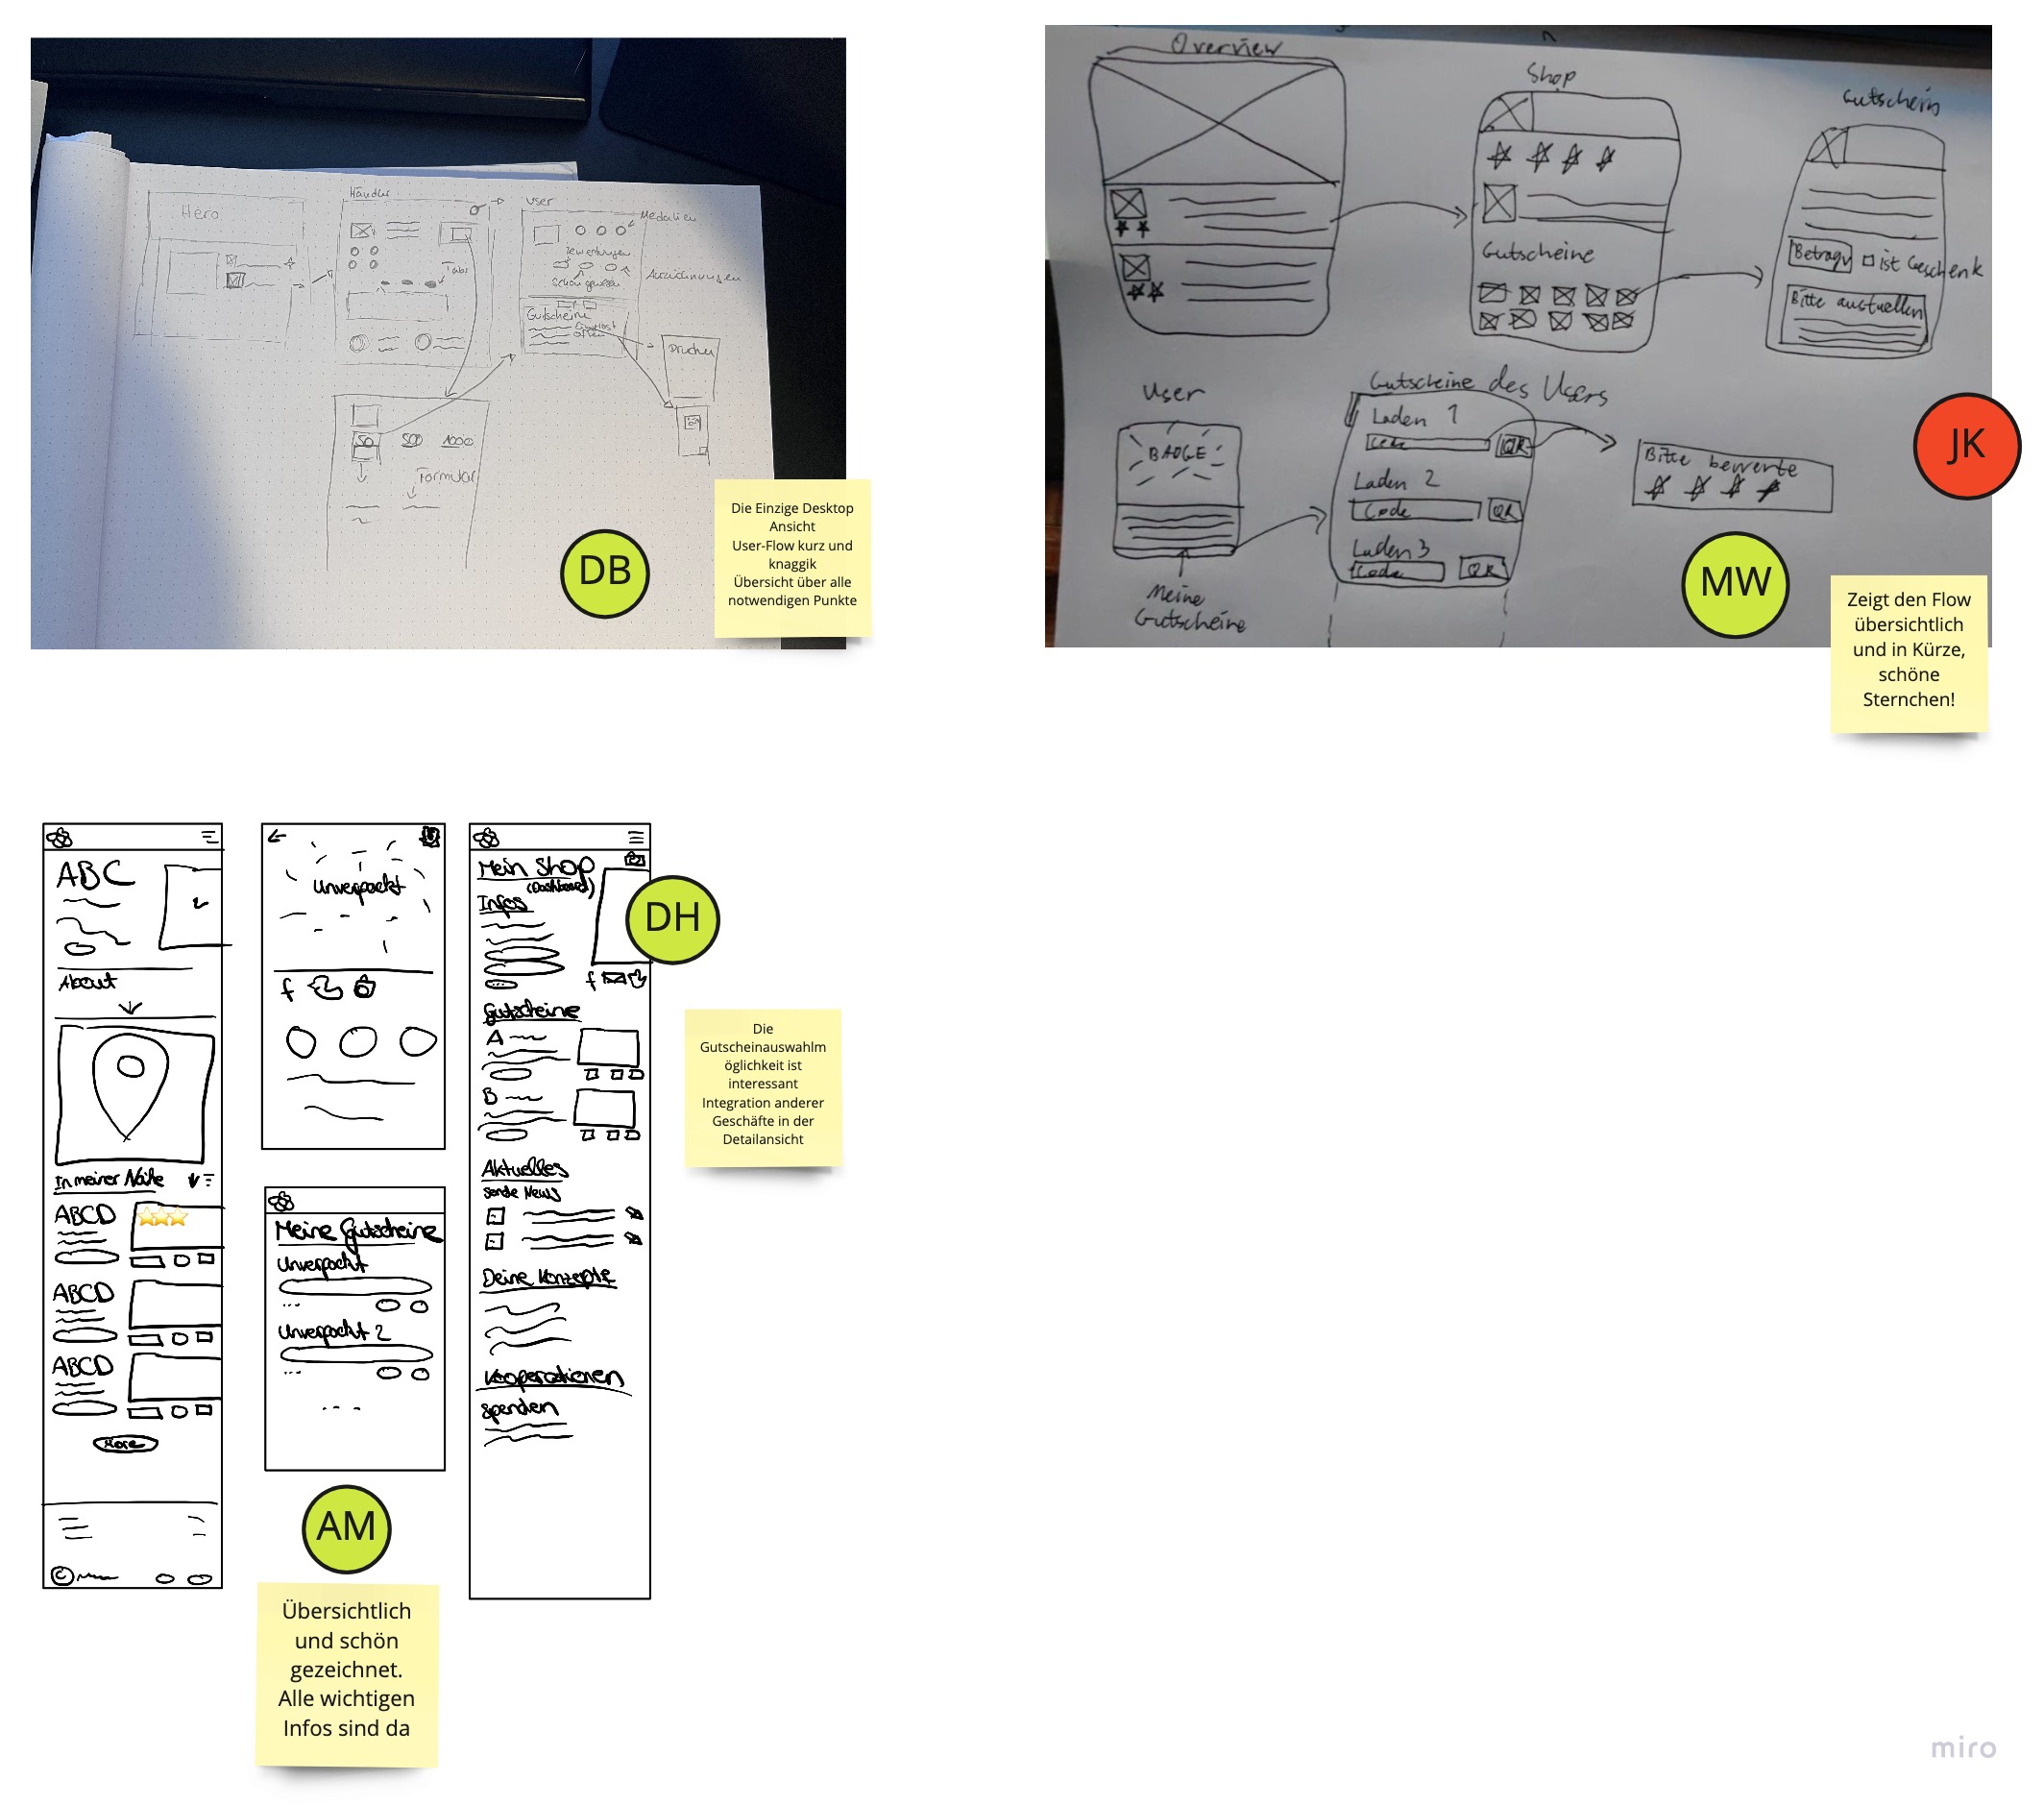 Händler
User
Hero
Medaillen
Bewertungen
Tabs
Auszeichnungen
Schon gerufen
Gutscheine
Eingelöst
offen
Drucken
50 500 1000
Formular
DB
Die Einzige Desktop
Ansicht
User-Flow kurz und
knaggik
Übersicht über alle
notwendigen Punkte
Overview
Shop
Gutschein
Gutscheine
Betrag
ist Geschenk
Bitte ausfüllen
User
BADGE
Meine
Gutscheine
Gutscheine des Users
Laden 1
Code QR
Laden 2
Code QR
Laden 3
Code QR
Bitte bewerte
JK
MW
Zeigt den Flow
übersichtlich
und in Kürze,
schöne
Sternchen!
ABC
About
In meiner Nähe
ABCD
ABCD
ABCD
More
©
Unverpackt
f
Meine Gutscheine
Unverpackt
...
Unverpackt 2
...
Mein Shop
(Dashboard)
Infos
f
Gutscheine
A
B
Aktuelles
sende News
Deine Konzepte
Kooperationen
Spenden
DH
Die
Gutscheinauswahlm
öglichkeit ist
interessant
Integration anderer
Geschäfte in der
Detailansicht
AM
Übersichtlich
und schön
gezeichnet.
Alle wichtigen
Infos sind da
miro